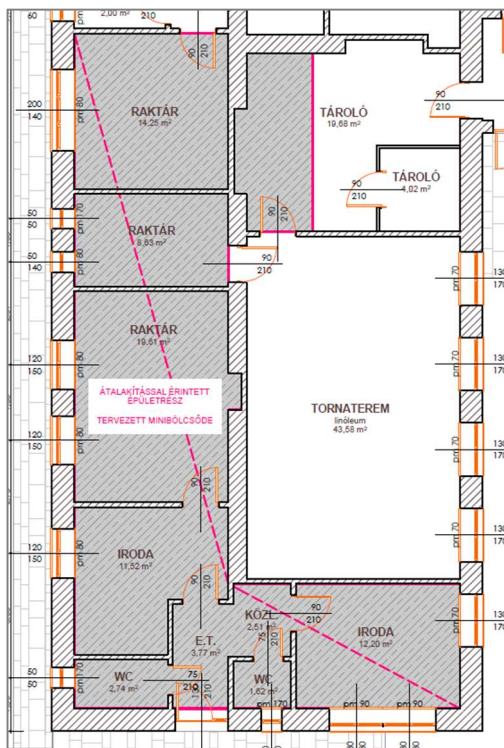 60
2,00 m²
210
90
210
200
140
pm 80
RAKTÁR
14,25 m²
TÁROLÓ
19,68 m²
90
210
TÁROLÓ
4,02 m²
90
210
50
50
pm 170
RAKTÁR
8,63 m²
90
210
60
140
pm 80
90
210
pm 70
130
170
RAKTÁR
19,61 m²
120
150
pm 80
pm 70
ÁTALAKÍTÁSSAL ÉRINTETT
ÉPÜLETRÉSZ
TERVEZETT MINIBÖLCSŐDE
TORNATEREM
linóleum
43,58 m²
120
150
pm 80
pm 70
90
210
120
150
pm 80
IRODA
11,52 m²
pm 70
130
170
90
210
KÖZL.
2,51 m²
90
210
E.T.
3,77 m²
75
210
IRODA
12,20 m²
pm 70
130
170
50
50
pm 170
WC
2,74 m²
75
210
WC
1,62 m²
pm 170
pm 90
pm 90